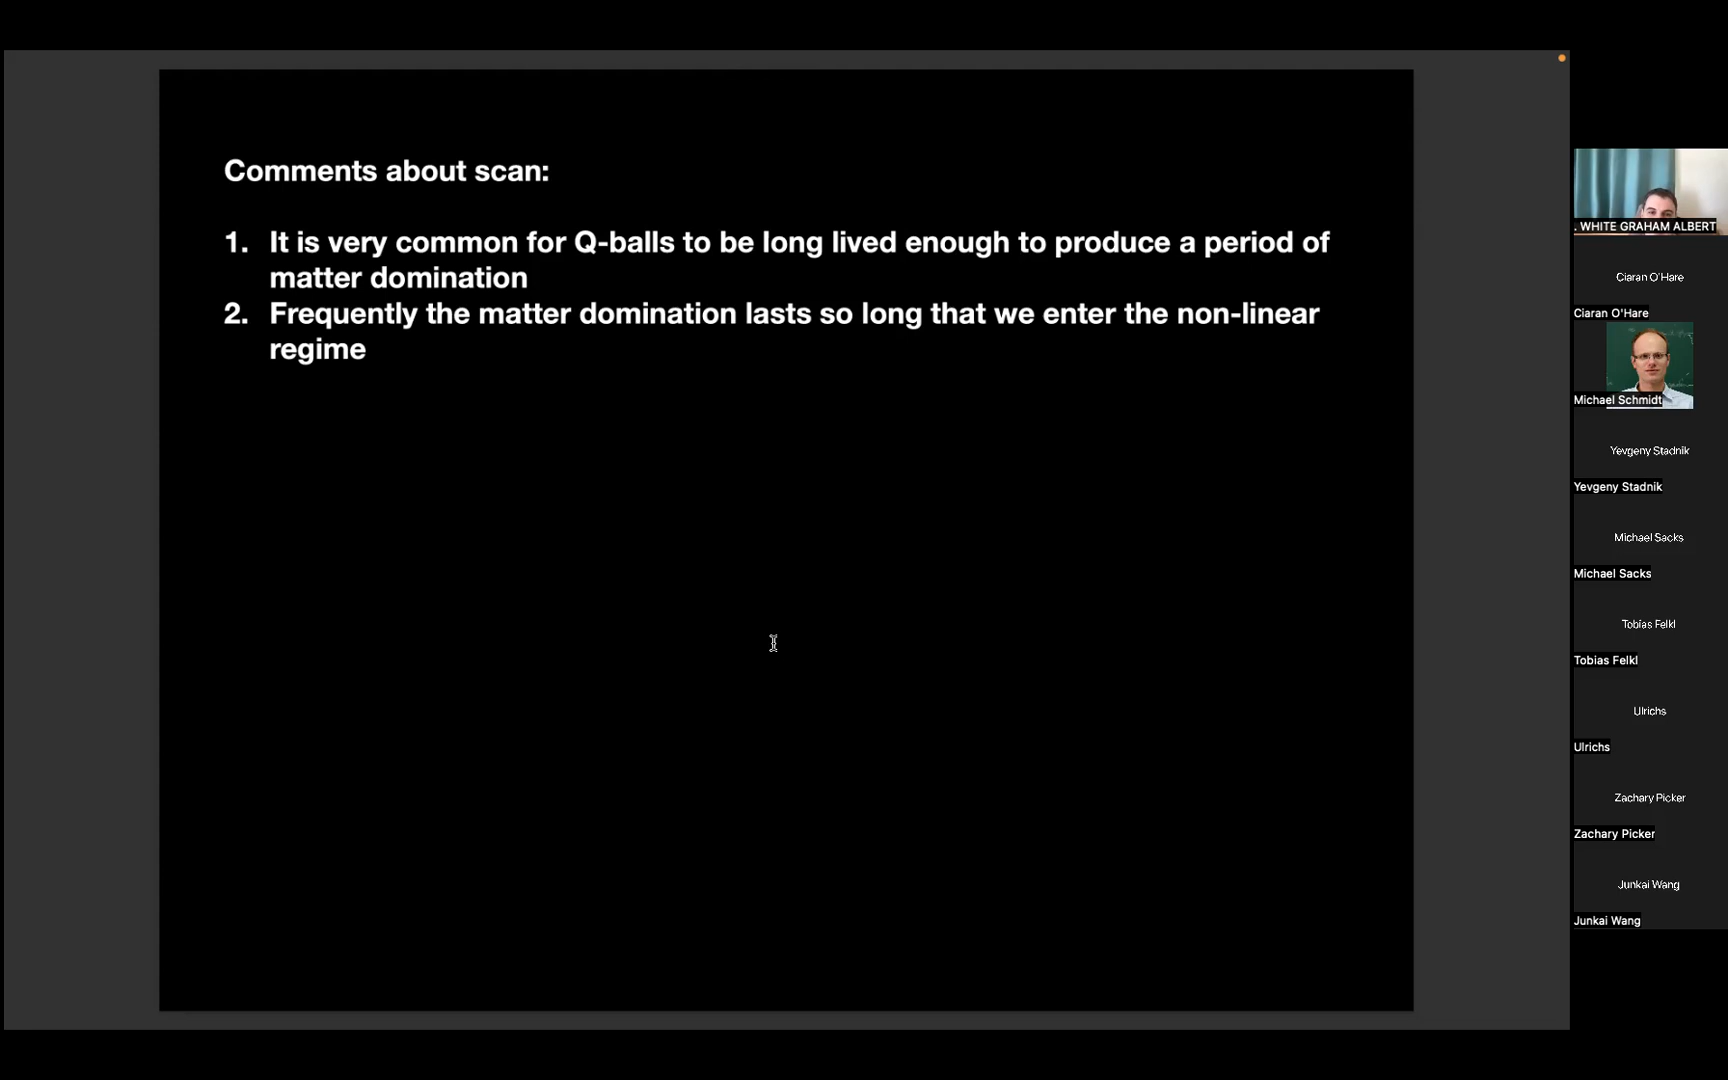 Comments about scan:
1. It is very common for Q-balls to be long lived enough to produce a period of
matter domination
2. Frequently the matter domination lasts so long that we enter the non-linear
regime
. WHITE GRAHAM ALBERT
Ciaran O'Hare
Ciaran O'Hare
Michael Schmidt
Yevgeny Stadnik
Yevgeny Stadnik
Michael Sacks
Michael Sacks
Tobias Felkl
Tobias Felkl
Ulrichs
Ulrichs
Zachary Picker
Zachary Picker
Junkai Wang
Junkai Wang